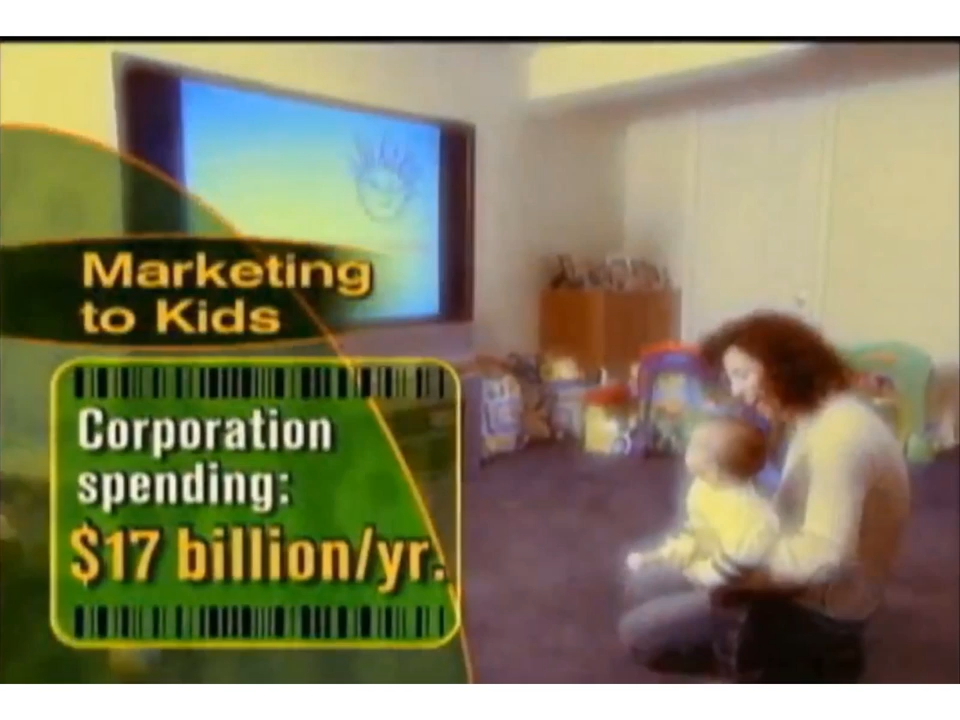 Marketing
to Kids
Corporation
spending:
$17 billion/yr.